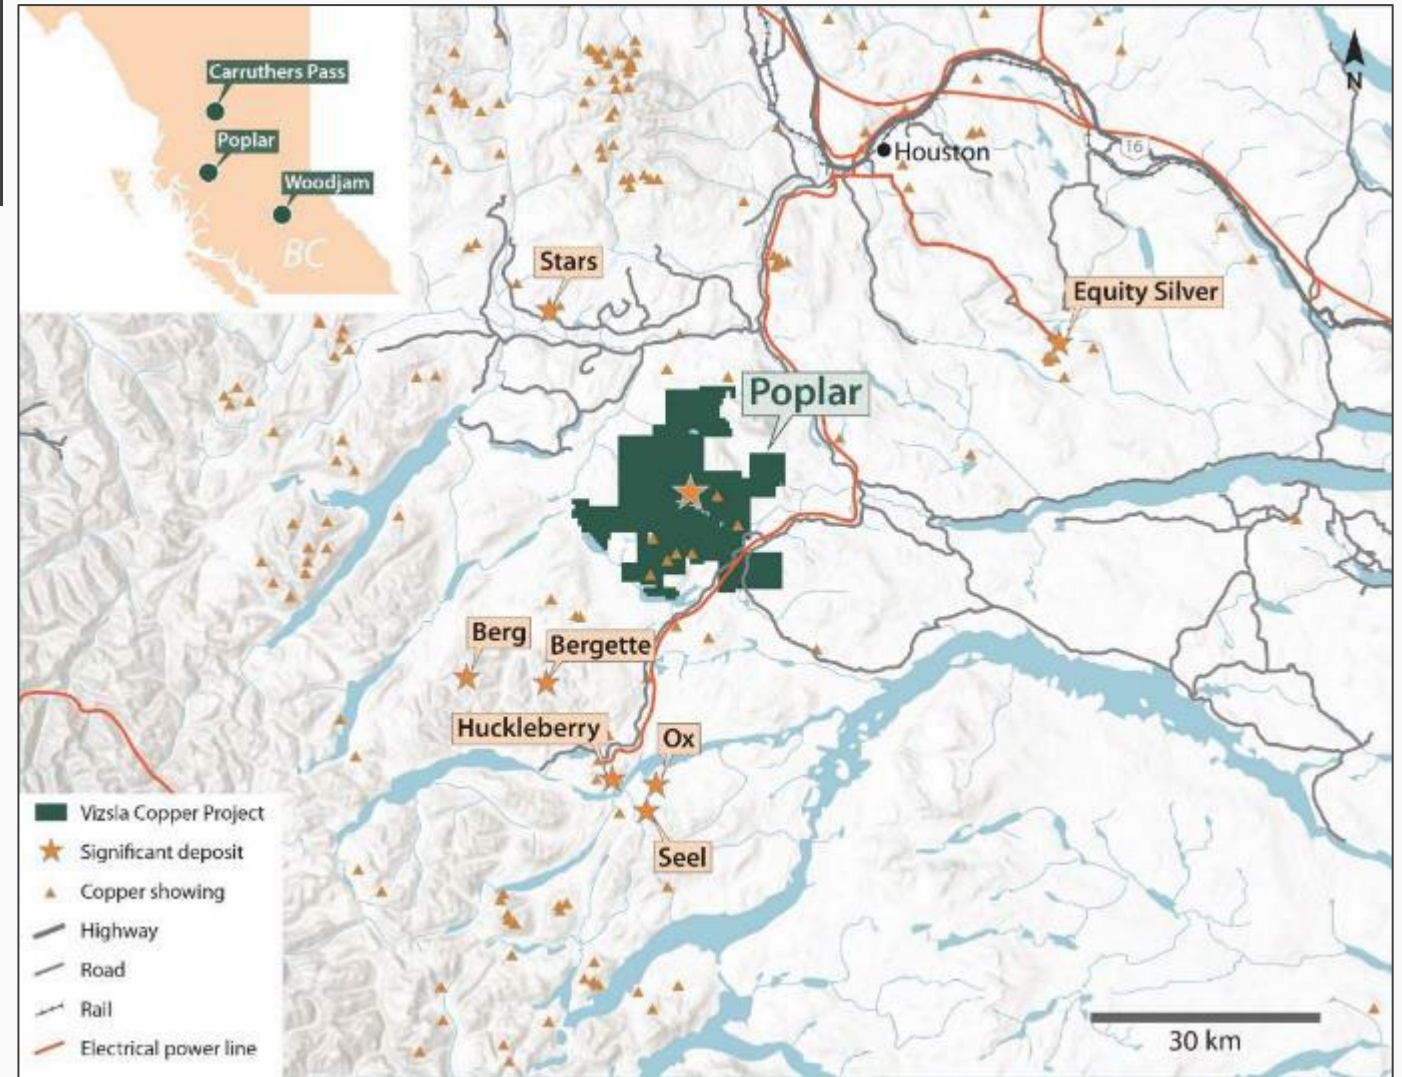 Carruthers Pass
Poplar
Woodjam
BC
N
Houston
16
Stars
Equity Silver
Poplar
Berg
Bergette
Huckleberry
Ox
Seel
Vizsla Copper Project
Significant deposit
Copper showing
Highway
Road
Rail
Electrical power line
30 km